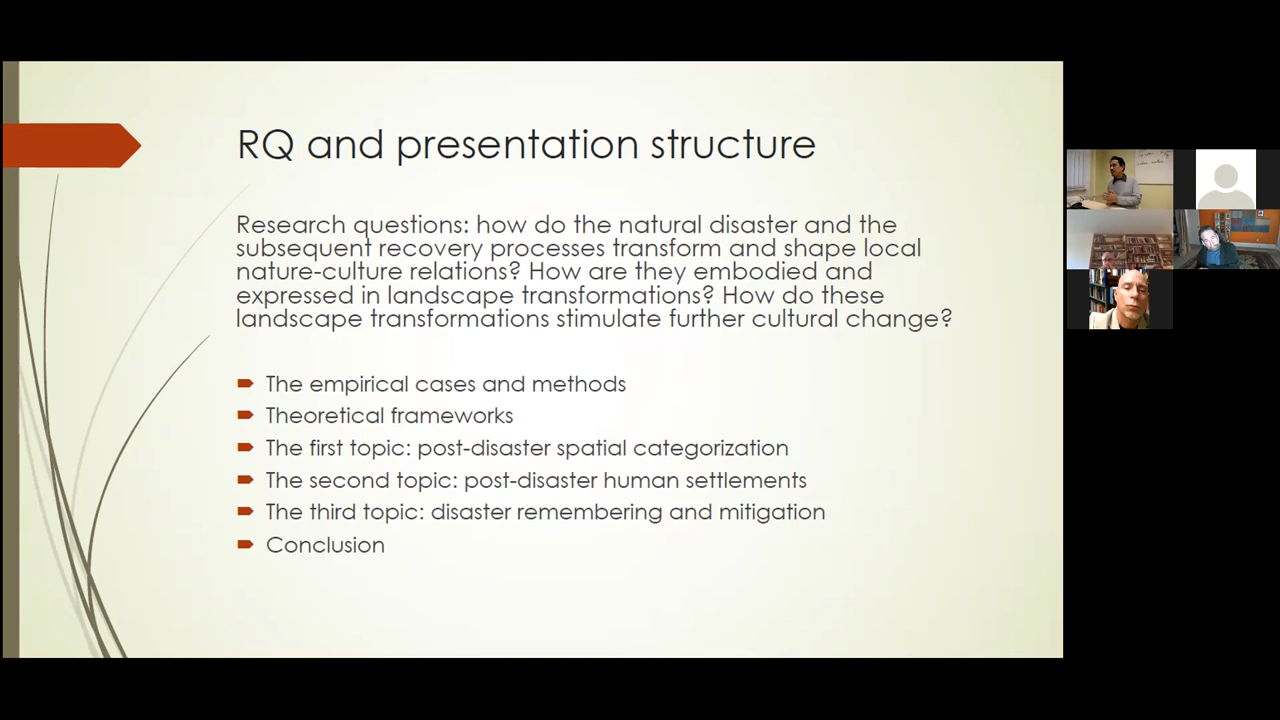 RQ and presentation structure
Research questions: how do the natural disaster and the
subsequent recovery processes transform and shape local
nature-culture relations? How are they embodied and
expressed in landscape transformations? How do these
landscape transformations stimulate further cultural change?
The empirical cases and methods
Theoretical frameworks
The first topic: post-disaster spatial categorization
The second topic: post-disaster human settlements
The third topic: disaster remembering and mitigation
Conclusion